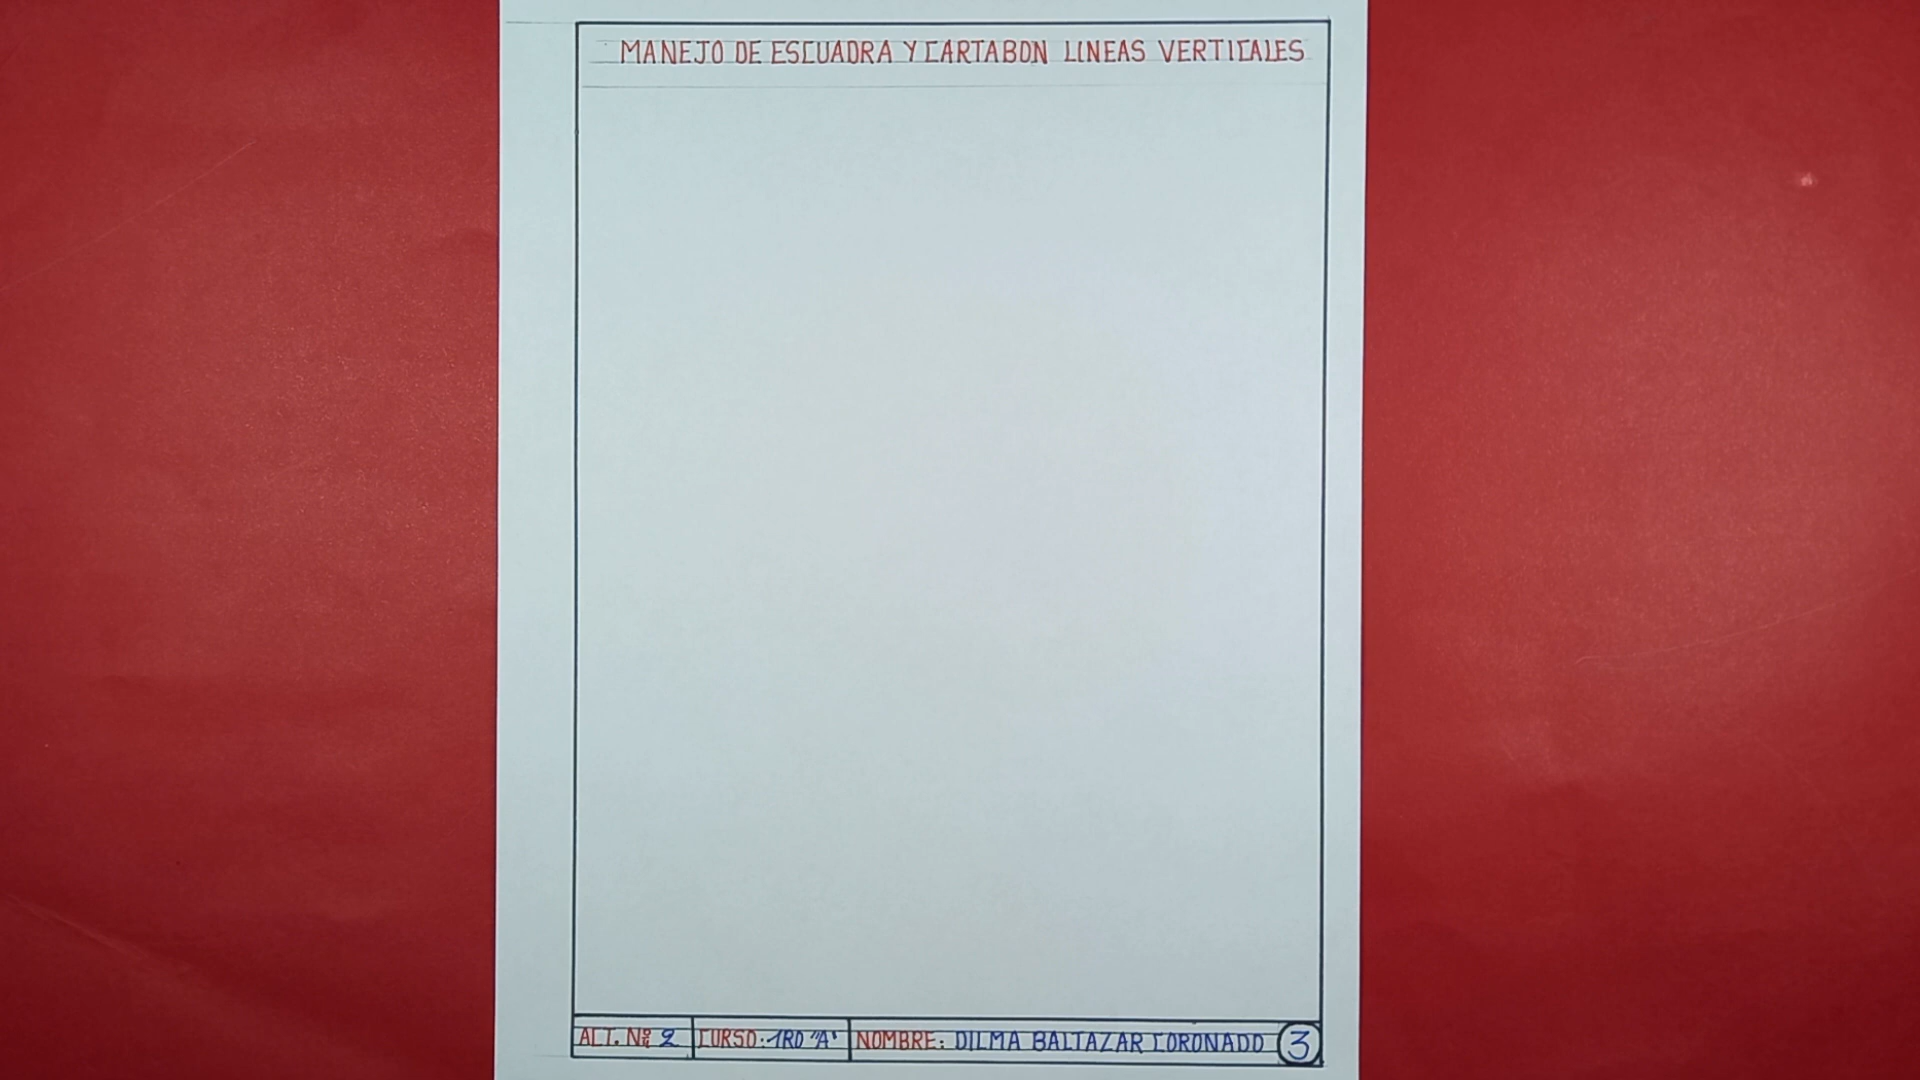 MANEJO DE ESCUADRA Y CARTABON LINEAS VERTICALES
ACT. Nº 2 CURSO: 1RO "A" NOMBRE: DILMA BALTAZAR CORONADO 3